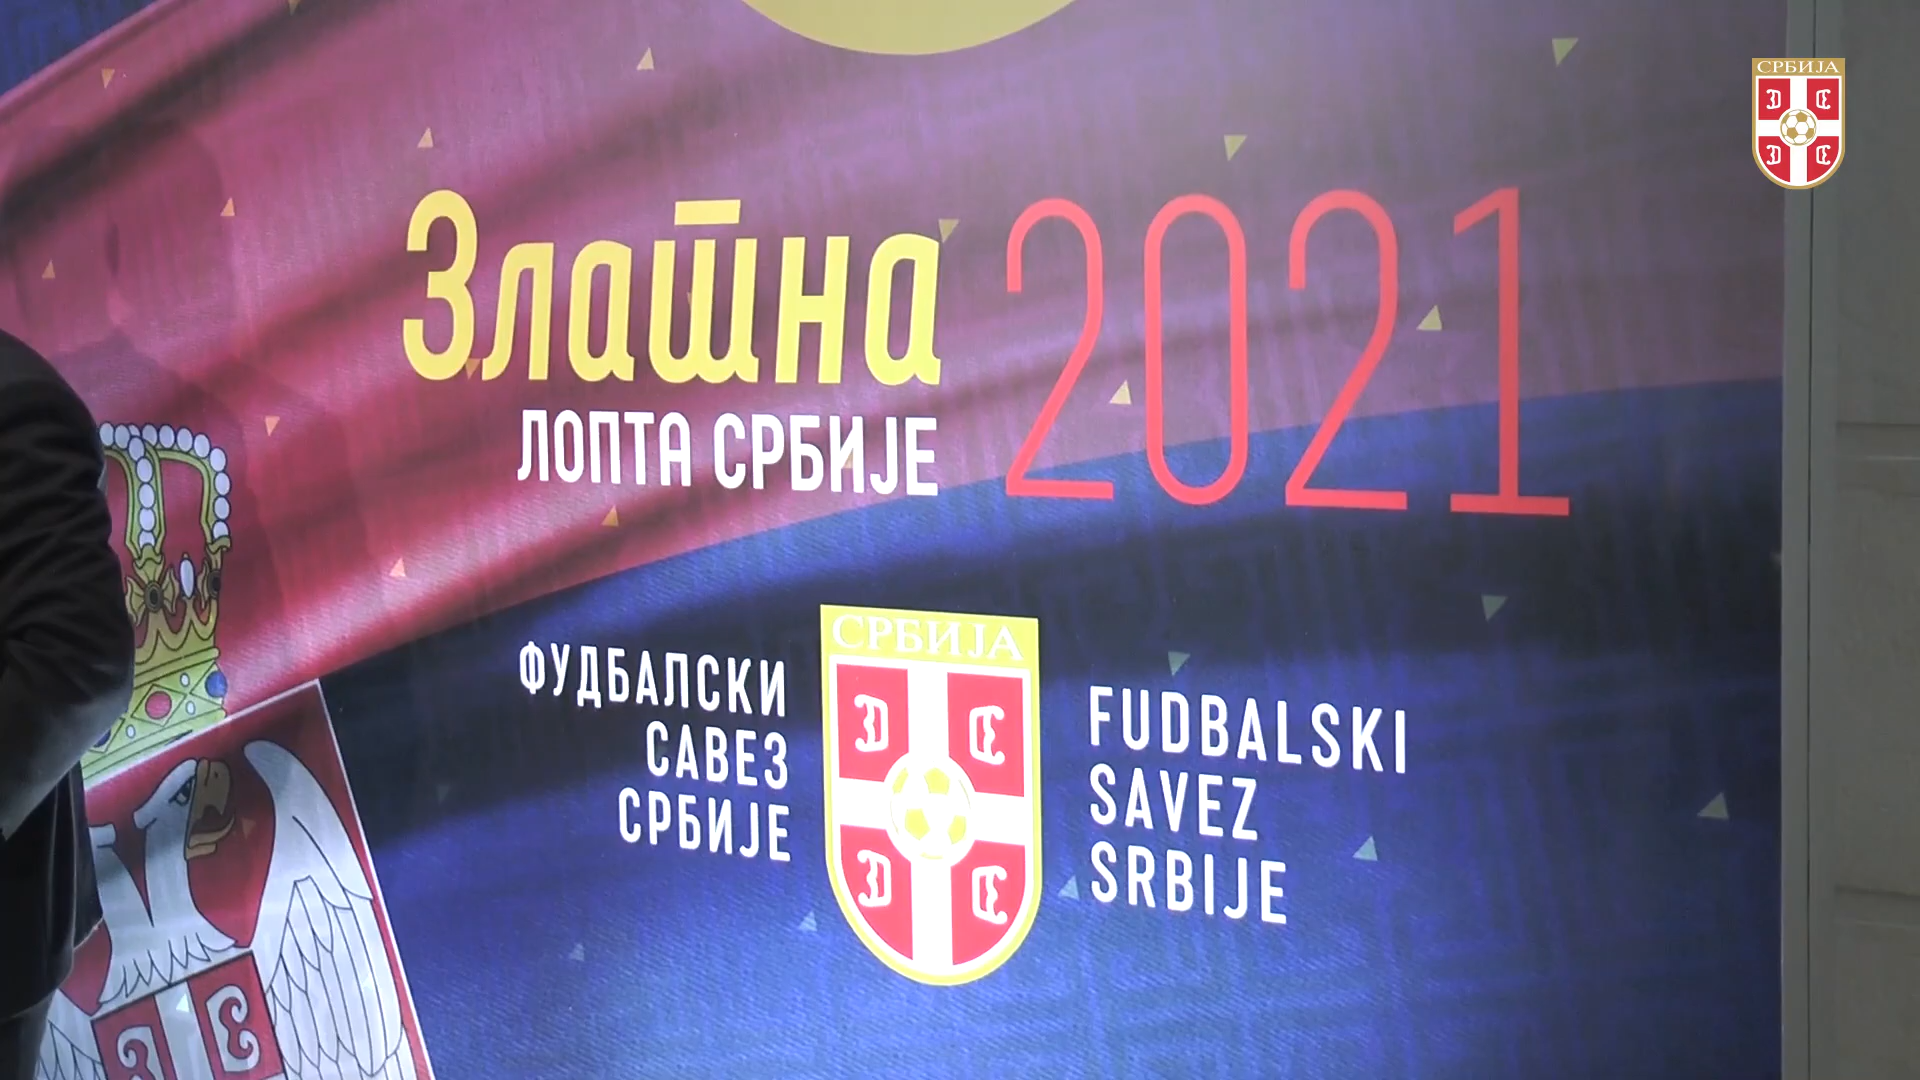 СРБИЈА
Златна
2021
ЛОПТА СРБИЈЕ
ФУДБАЛСКИ
САВЕЗ
СРБИЈЕ
СРБИЈА
FUDBALSKI
SAVEZ
SRBIJE